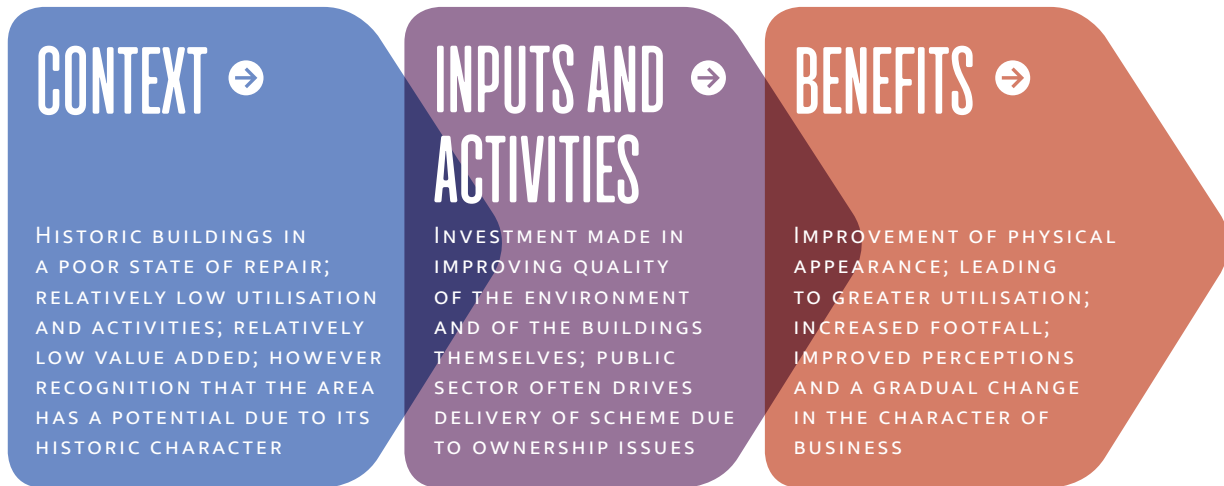 CONTEXT
HISTORIC BUILDINGS IN
A POOR STATE OF REPAIR;
RELATIVELY LOW UTILISATION
AND ACTIVITIES; RELATIVELY
LOW VALUE ADDED; HOWEVER
RECOGNITION THAT THE AREA
HAS A POTENTIAL DUE TO ITS
HISTORIC CHARACTER
INPUTS AND
ACTIVITIES
INVESTMENT MADE IN
IMPROVING QUALITY
OF THE ENVIRONMENT
AND OF THE BUILDINGS
THEMSELVES; PUBLIC
SECTOR OFTEN DRIVES
DELIVERY OF SCHEME DUE
TO OWNERSHIP ISSUES
BENEFITS
IMPROVEMENT OF PHYSICAL
APPEARANCE; LEADING
TO GREATER UTILISATION;
INCREASED FOOTFALL;
IMPROVED PERCEPTIONS
AND A GRADUAL CHANGE
IN THE CHARACTER OF
BUSINESS